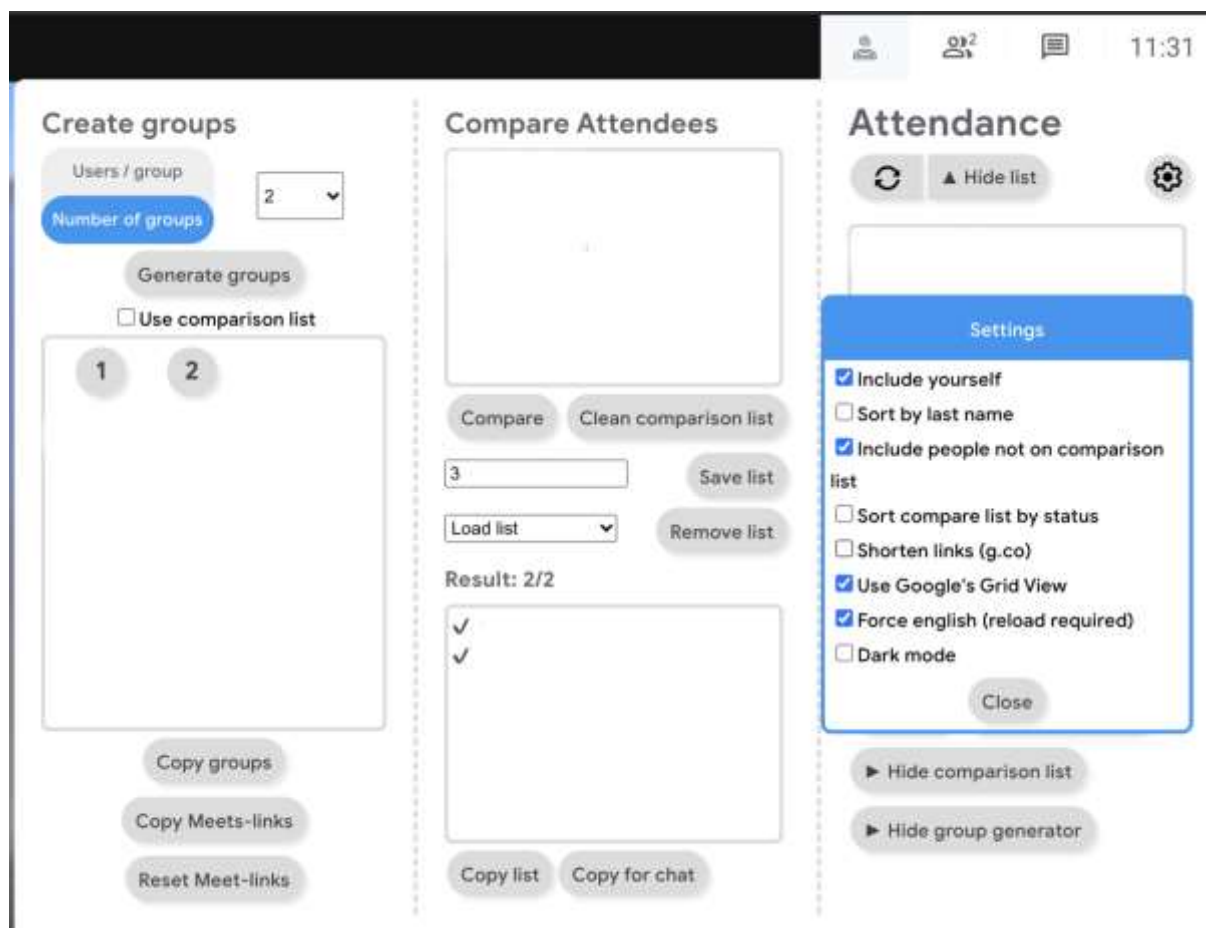 2 11:31
Create groups
Users / group
Number of groups
2
Generate groups
Use comparison list
1 2
Copy groups
Copy Meets-links
Reset Meet-links
Compare Attendees
Compare Clean comparison list
3 Save list
Load list Remove list
Result: 2/2
✓
✓
Copy list Copy for chat
Attendance
▲ Hide list
Settings
Include yourself
Sort by last name
Include people not on comparison
list
Sort compare list by status
Shorten links (g.co)
Use Google's Grid View
Force english (reload required)
Dark mode
Close
► Hide comparison list
► Hide group generator